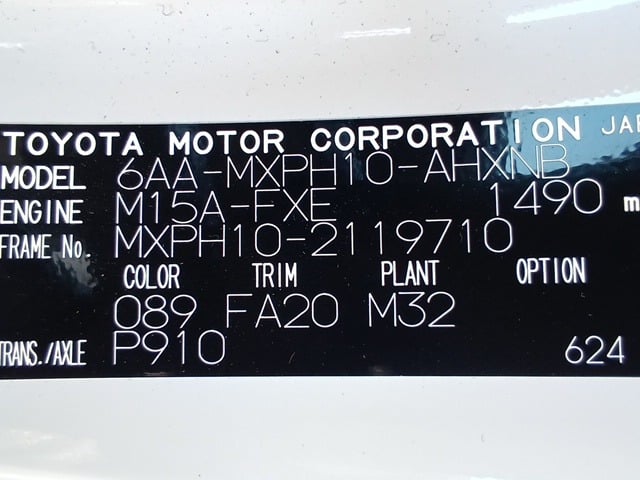 TOYOTA MOTOR CORPORATION JAP
MODEL 6AA-MXPH10-AHXNB
ENGINE M15A-FXE 1490 m
FRAME No. MXPH10-2119710
COLOR TRIM PLANT OPTION
089 FA20 M32
TRANS./AXLE P910 624